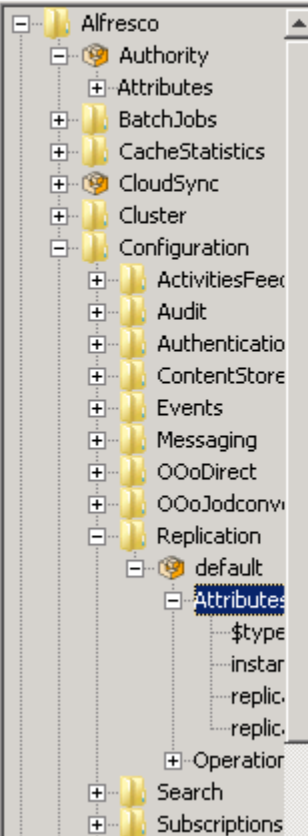 Alfresco
Authority
Attributes
BatchJobs
CacheStatistics
CloudSync
Cluster
Configuration
ActivitiesFeed
Audit
Authenticatio
ContentStore
Events
Messaging
OOoDirect
OOoJodconv
Replication
default
Attributes
$type
instar
replic
replic
Operation
Search
Subscriptions